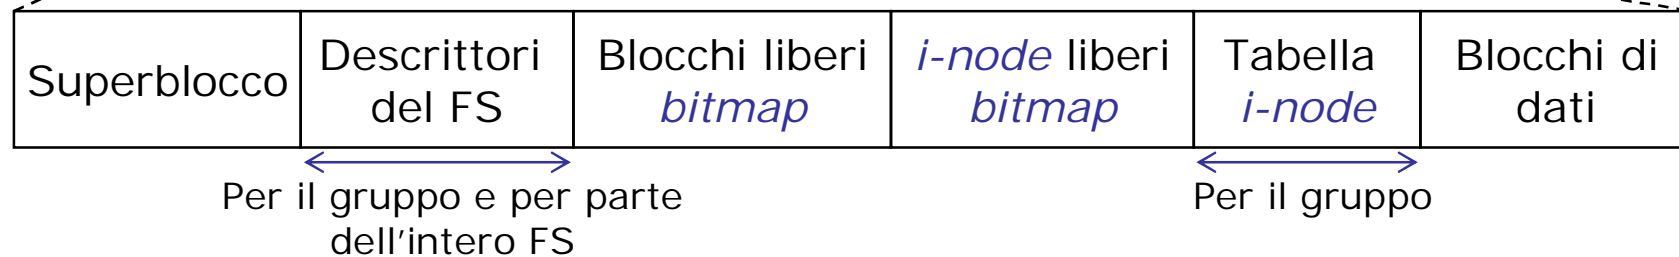 Superblocco
Descrittori
del FS
Blocchi liberi
bitmap
i-node liberi
bitmap
Tabella
i-node
Blocchi di
dati
Per il gruppo e per parte
dell'intero FS
Per il gruppo